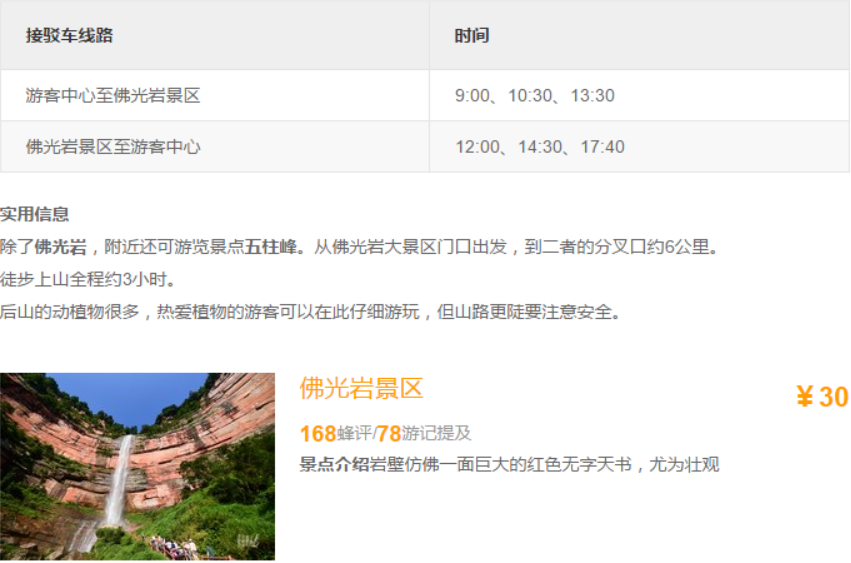 接驳车线路 时间
游客中心至佛光岩景区 9:00、10:30、13:30
佛光岩景区至游客中心 12:00、14:30、17:40
实用信息
除了佛光岩，附近还可游览景点五柱峰。从佛光岩大景区门口出发，到二者的分叉口约6公里。
徒步上山全程约3小时。
后山的动植物很多，热爱植物的游客可以在此仔细游玩，但山路更陡要注意安全。
佛光岩景区 ¥30
168蜂评/78游记提及
景点介绍岩壁仿佛一面巨大的红色无字天书，尤为壮观